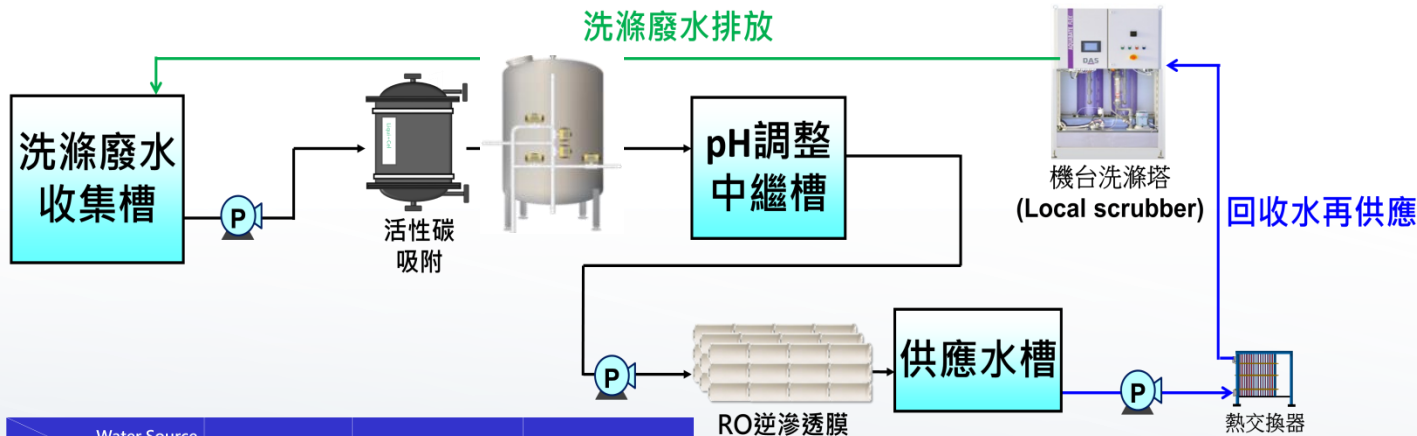 洗滌廢水排放
洗滌廢水
收集槽
P
活性碳
吸附
pH調整
中繼槽
DAS
機台洗滌塔
(Local scrubber)
回收水再供應
P
RO逆滲透膜
供應水槽
P
熱交換器
Water Source